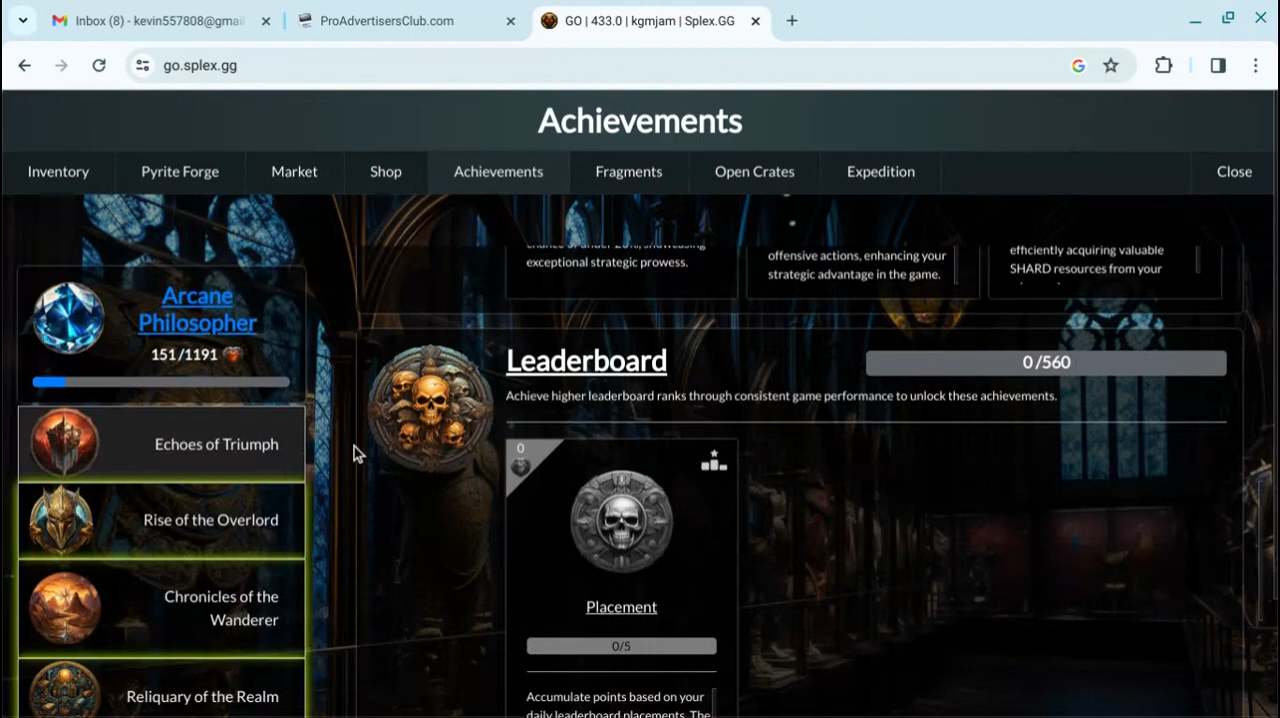 Inbox (8) - kevin557808@gmai
ProAdvertisersClub.com
GO | 433.0 | kgmjam | Splex.GG
go.splex.gg
Achievements
Inventory
Pyrite Forge
Market
Shop
Achievements
Fragments
Open Crates
Expedition
Close
exceptional strategic prowess.
offensive actions, enhancing your
strategic advantage in the game.
efficiently acquiring valuable
SHARD resources from your
Arcane
Philosopher
151/1191
Echoes of Triumph
Rise of the Overlord
Chronicles of the
Wanderer
Reliquary of the Realm
Leaderboard
0/560
Achieve higher leaderboard ranks through consistent game performance to unlock these achievements.
0
Placement
0/5
Accumulate points based on your
daily leaderboard placements. The